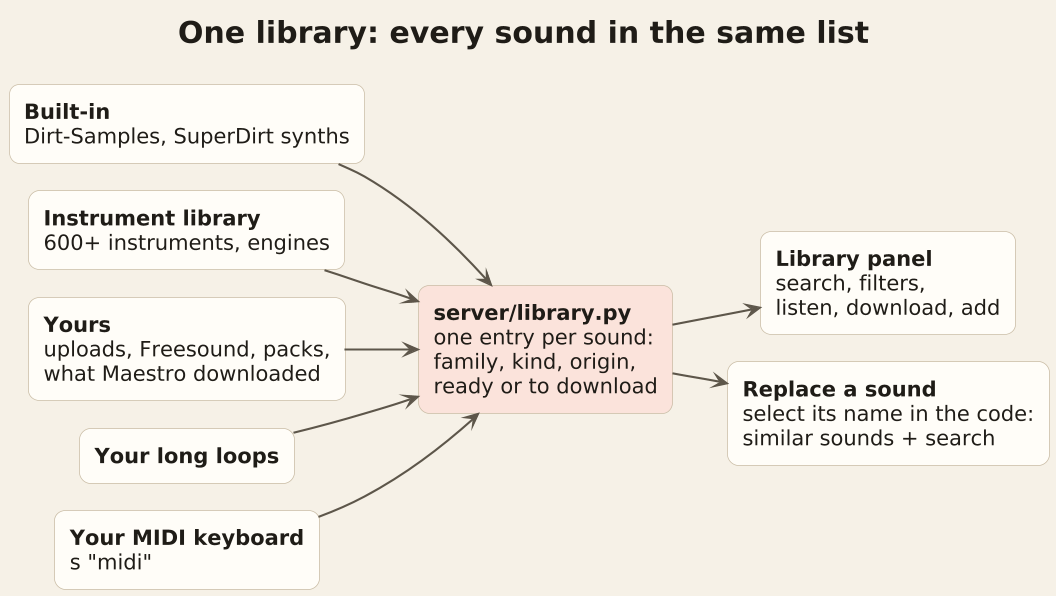 One library: every sound in the same list
Built-in
Dirt-Samples, SuperDirt synths
Instrument library
600+ instruments, engines
Yours
uploads, Freesound, packs,
what Maestro downloaded
Your long loops
Your MIDI keyboard
s "midi"
server/library.py
one entry per sound:
family, kind, origin,
ready or to download
Library panel
search, filters,
listen, download, add
Replace a sound
select its name in the code:
similar sounds + search